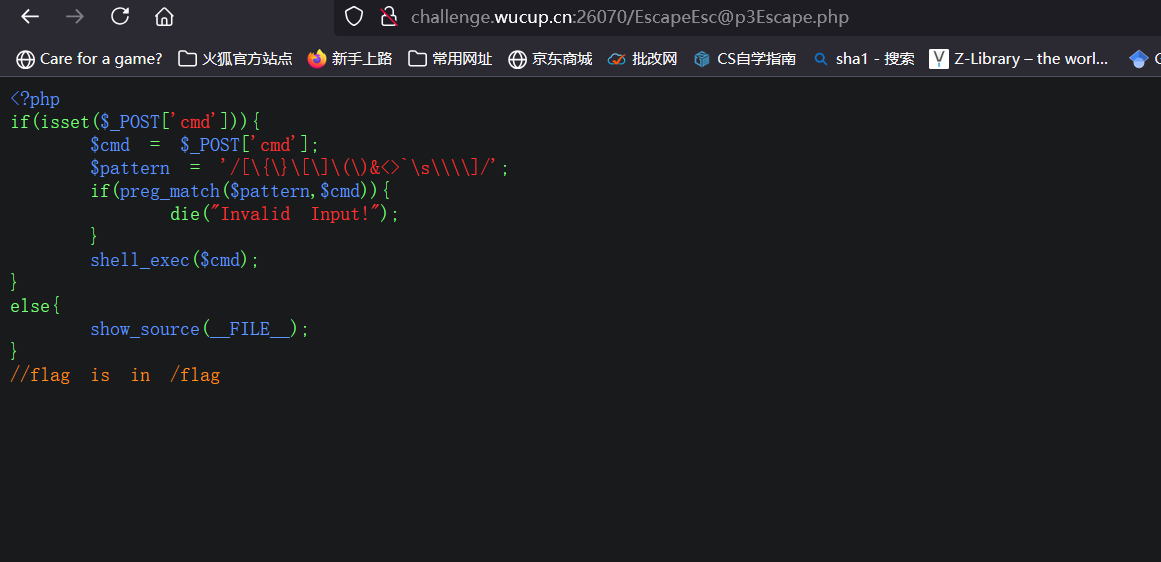 challenge.wucup.cn:26070/EscapeEsc@p3Escape.php
Care for a game? 火狐官方站点 新手上路 常用网址 京东商城 批改网 CS自学指南 sha1 - 搜索 Z-Library – the worl... G
<?php
if(isset($_POST['cmd'])){
        $cmd = $_POST['cmd'];
        $pattern = '/[\{\}\[\]\(\)&<>`\s\\\\]/';
        if(preg_match($pattern,$cmd)){
                die("Invalid Input!");
        }
        shell_exec($cmd);
}
else{
        show_source(__FILE__);
}
//flag is in /flag